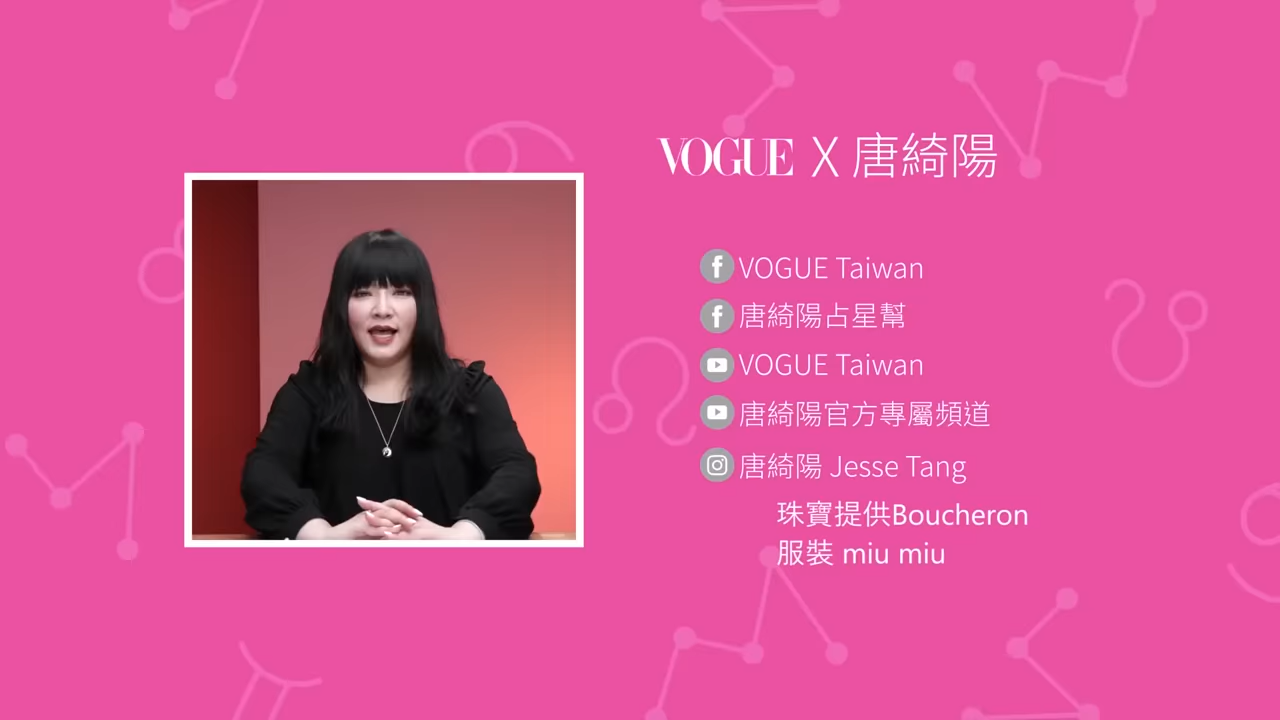 VOGUE X 唐綺陽
VOGUE Taiwan
唐綺陽占星幫
VOGUE Taiwan
唐綺陽官方專屬頻道
唐綺陽 Jesse Tang
珠寶提供Boucheron
服裝 miu miu